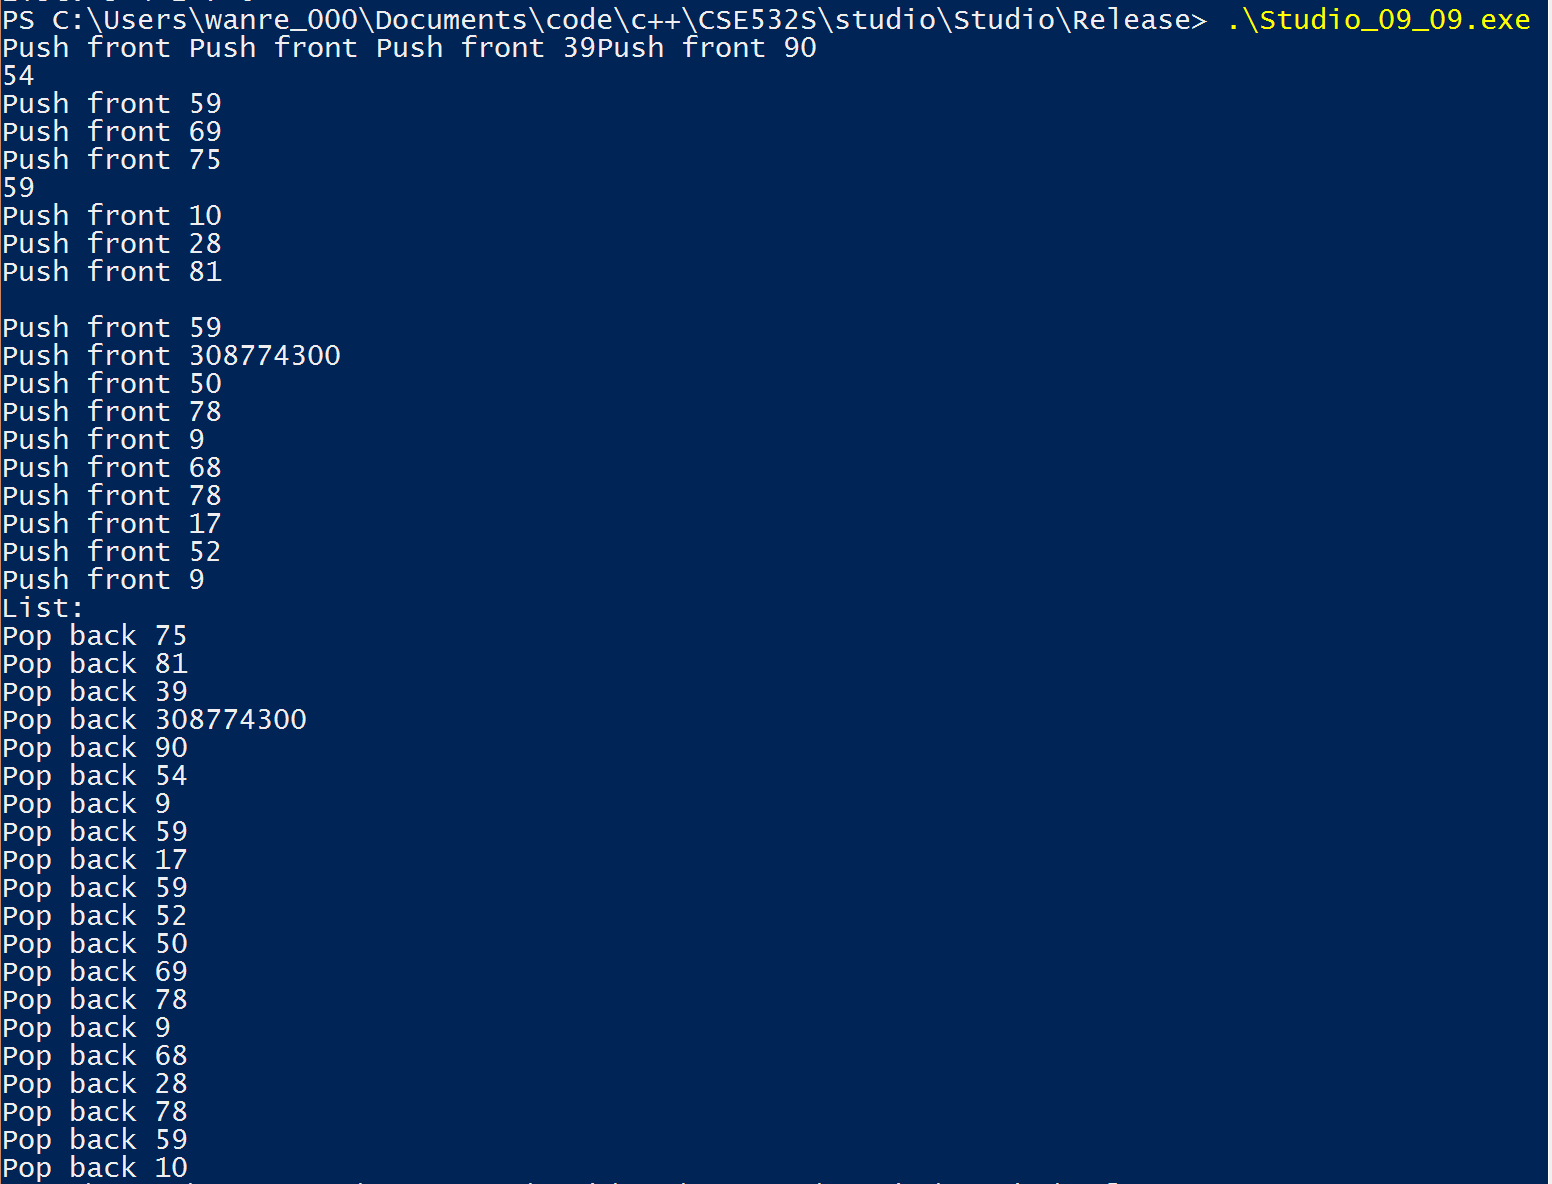 PS C:\Users\wanre_000\Documents\code\c++\CSE532S\studio\Studio\Release> .\Studio_09_09.exe
Push front Push front Push front 39Push front 90
54
Push front 59
Push front 69
Push front 75
59
Push front 10
Push front 28
Push front 81

Push front 59
Push front 308774300
Push front 50
Push front 78
Push front 9
Push front 68
Push front 78
Push front 17
Push front 52
Push front 9
List:
Pop back 75
Pop back 81
Pop back 39
Pop back 308774300
Pop back 90
Pop back 54
Pop back 9
Pop back 59
Pop back 17
Pop back 59
Pop back 52
Pop back 50
Pop back 69
Pop back 78
Pop back 9
Pop back 68
Pop back 28
Pop back 78
Pop back 59
Pop back 10